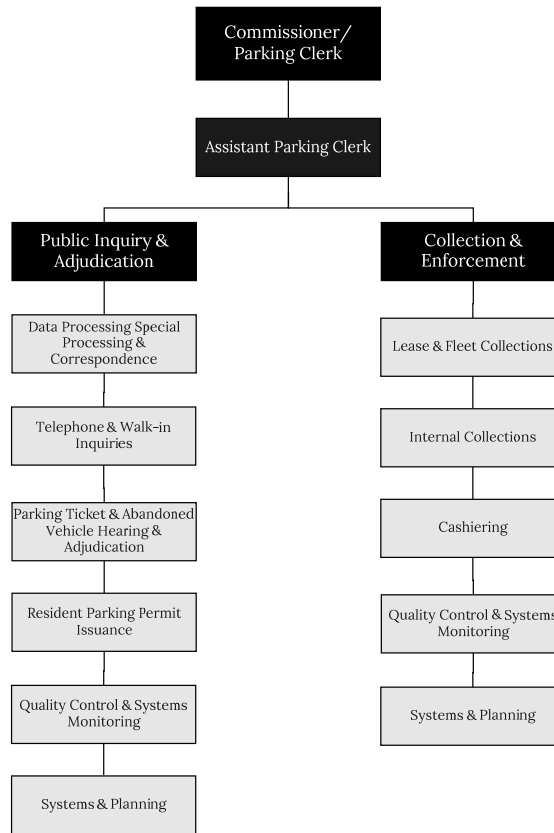 Commissioner/
Parking Clerk
Assistant Parking Clerk
Public Inquiry &
Adjudication
Data Processing Special
Processing &
Correspondence
Telephone & Walk-in
Inquiries
Parking Ticket & Abandoned
Vehicle Hearing &
Adjudication
Resident Parking Permit
Issuance
Quality Control & Systems
Monitoring
Systems & Planning
Collection &
Enforcement
Lease & Fleet Collections
Internal Collections
Cashiering
Quality Control & Systems
Monitoring
Systems & Planning